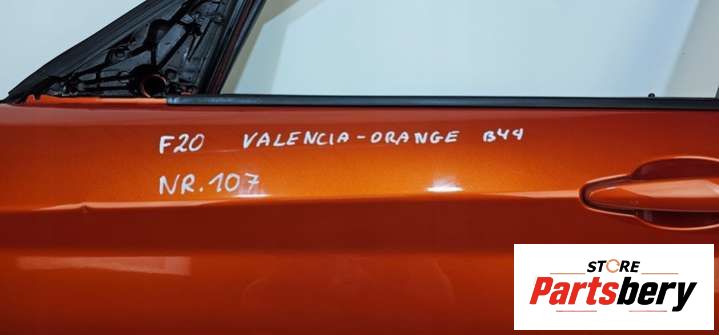 F20 VALENCIA-ORANGE B44
NR.107
STORE
Partsbery